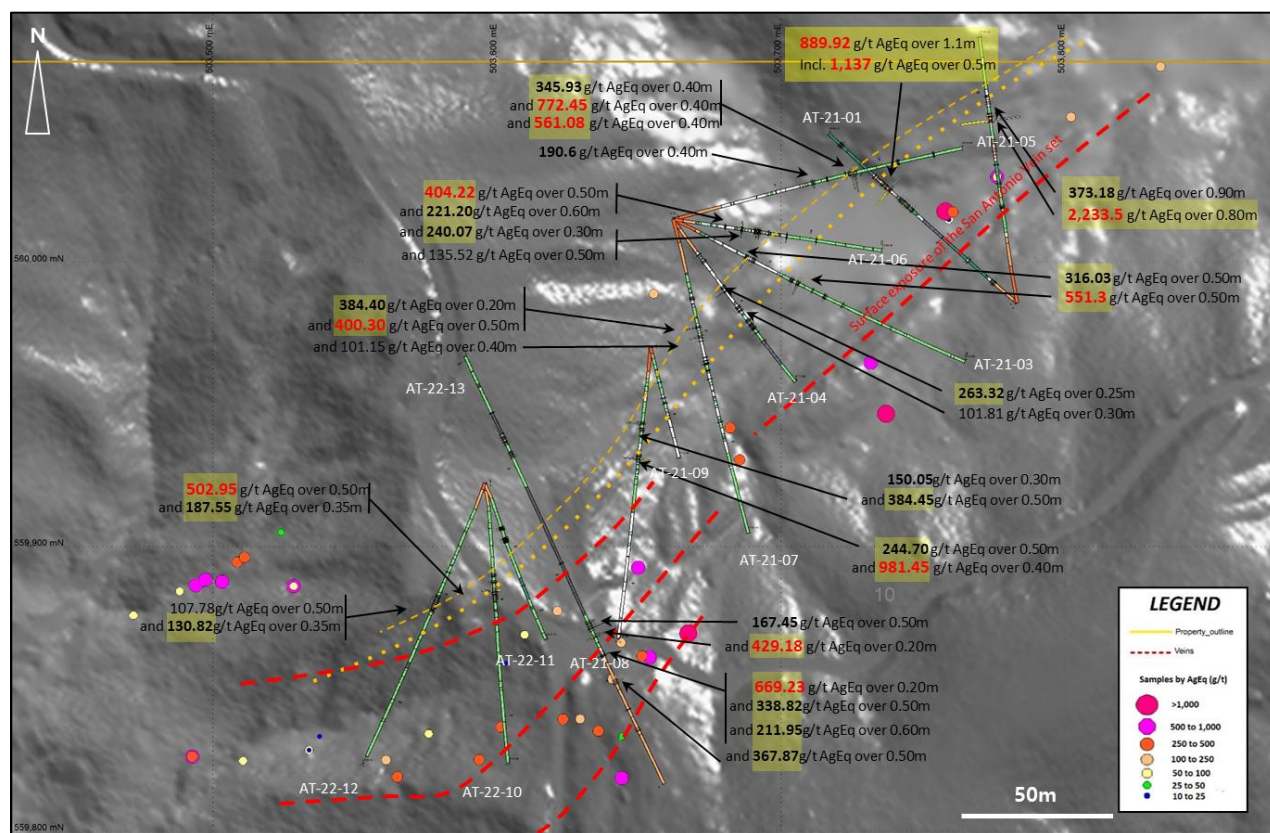 N
503,500 mE
503,600 mE
503,700 mE
503,800 mE
889.92 g/t AgEq over 1.1m
Incl. 1,137 g/t AgEq over 0.5m
345.93 g/t AgEq over 0.40m
and 772.45 g/t AgEq over 0.40m
and 561.08 g/t AgEq over 0.40m
AT-21-01
190.6 g/t AgEq over 0.40m
AT-21-05
373.18 g/t AgEq over 0.90m
2,233.5 g/t AgEq over 0.80m
404.22 g/t AgEq over 0.50m
and 221.20g/t AgEq over 0.60m
and 240.07 g/t AgEq over 0.30m
and 135.52 g/t AgEq over 0.50m
AT-21-06
Surface exposure of the San Antonio Vein set
560,000 mN
316.03 g/t AgEq over 0.50m
551.3 g/t AgEq over 0.50m
384.40 g/t AgEq over 0.20m
and 400.30 g/t AgEq over 0.50m
and 101.15 g/t AgEq over 0.40m
AT-21-03
AT-22-13
AT-21-04
263.32 g/t AgEq over 0.25m
101.81 g/t AgEq over 0.30m
AT-21-09
150.05g/t AgEq over 0.30m
and 384.45 g/t AgEq over 0.50m
502.95 g/t AgEq over 0.50m
and 187.55 g/t AgEq over 0.35m
559,900 mN
AT-21-07
244.70 g/t AgEq over 0.50m
and 981.45 g/t AgEq over 0.40m
10
107.78g/t AgEq over 0.50m
and 130.82g/t AgEq over 0.35m
167.45 g/t AgEq over 0.50m
and 429.18 g/t AgEq over 0.20m
AT-22-11
AT-21-08
669.23 g/t AgEq over 0.20m
and 338.82 g/t AgEq over 0.50m
and 211.95g/t AgEq over 0.60m
and 367.87g/t AgEq over 0.50m
AT-22-12
AT-22-10
50m
559,800 mN
LEGEND
Property_outline
Veins
Samples by AgEq (g/t)
>1,000
500 to 1,000
250 to 500
100 to 250
50 to 100
25 to 50
10 to 25